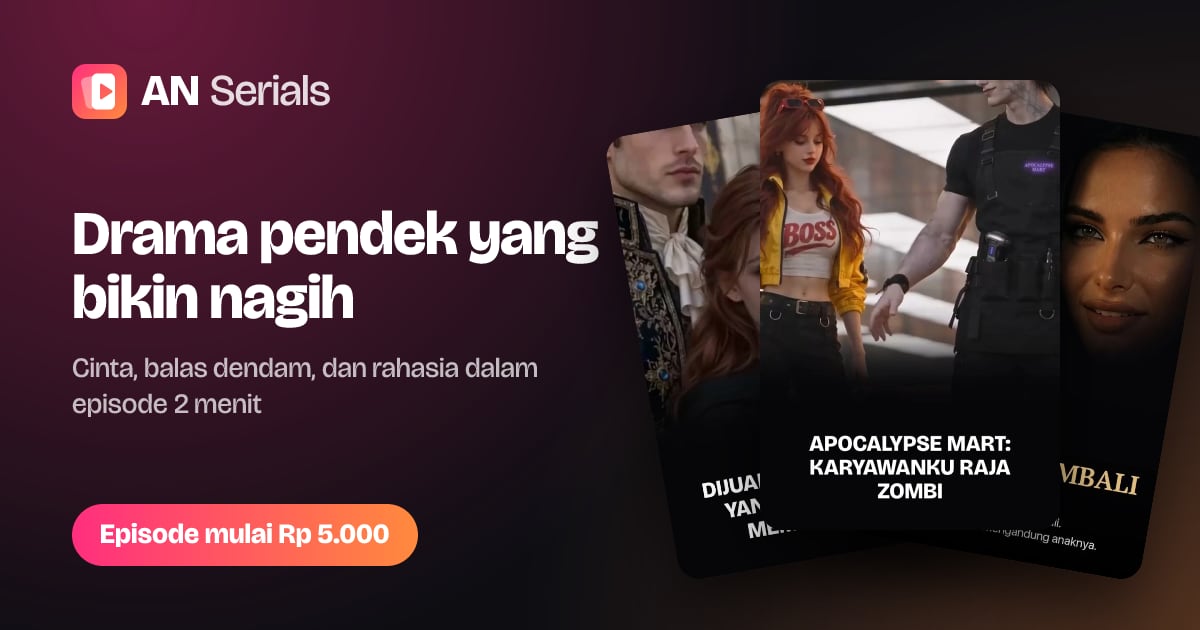 AN Serials
Drama pendek yang
bikin nagih
Cinta, balas dendam, dan rahasia dalam
episode 2 menit
Episode mulai Rp 5.000
BOSS
APOCALYPSE
MART
APOCALYPSE MART:
KARYAWANKU RAJA
ZOMBI
anaknya.